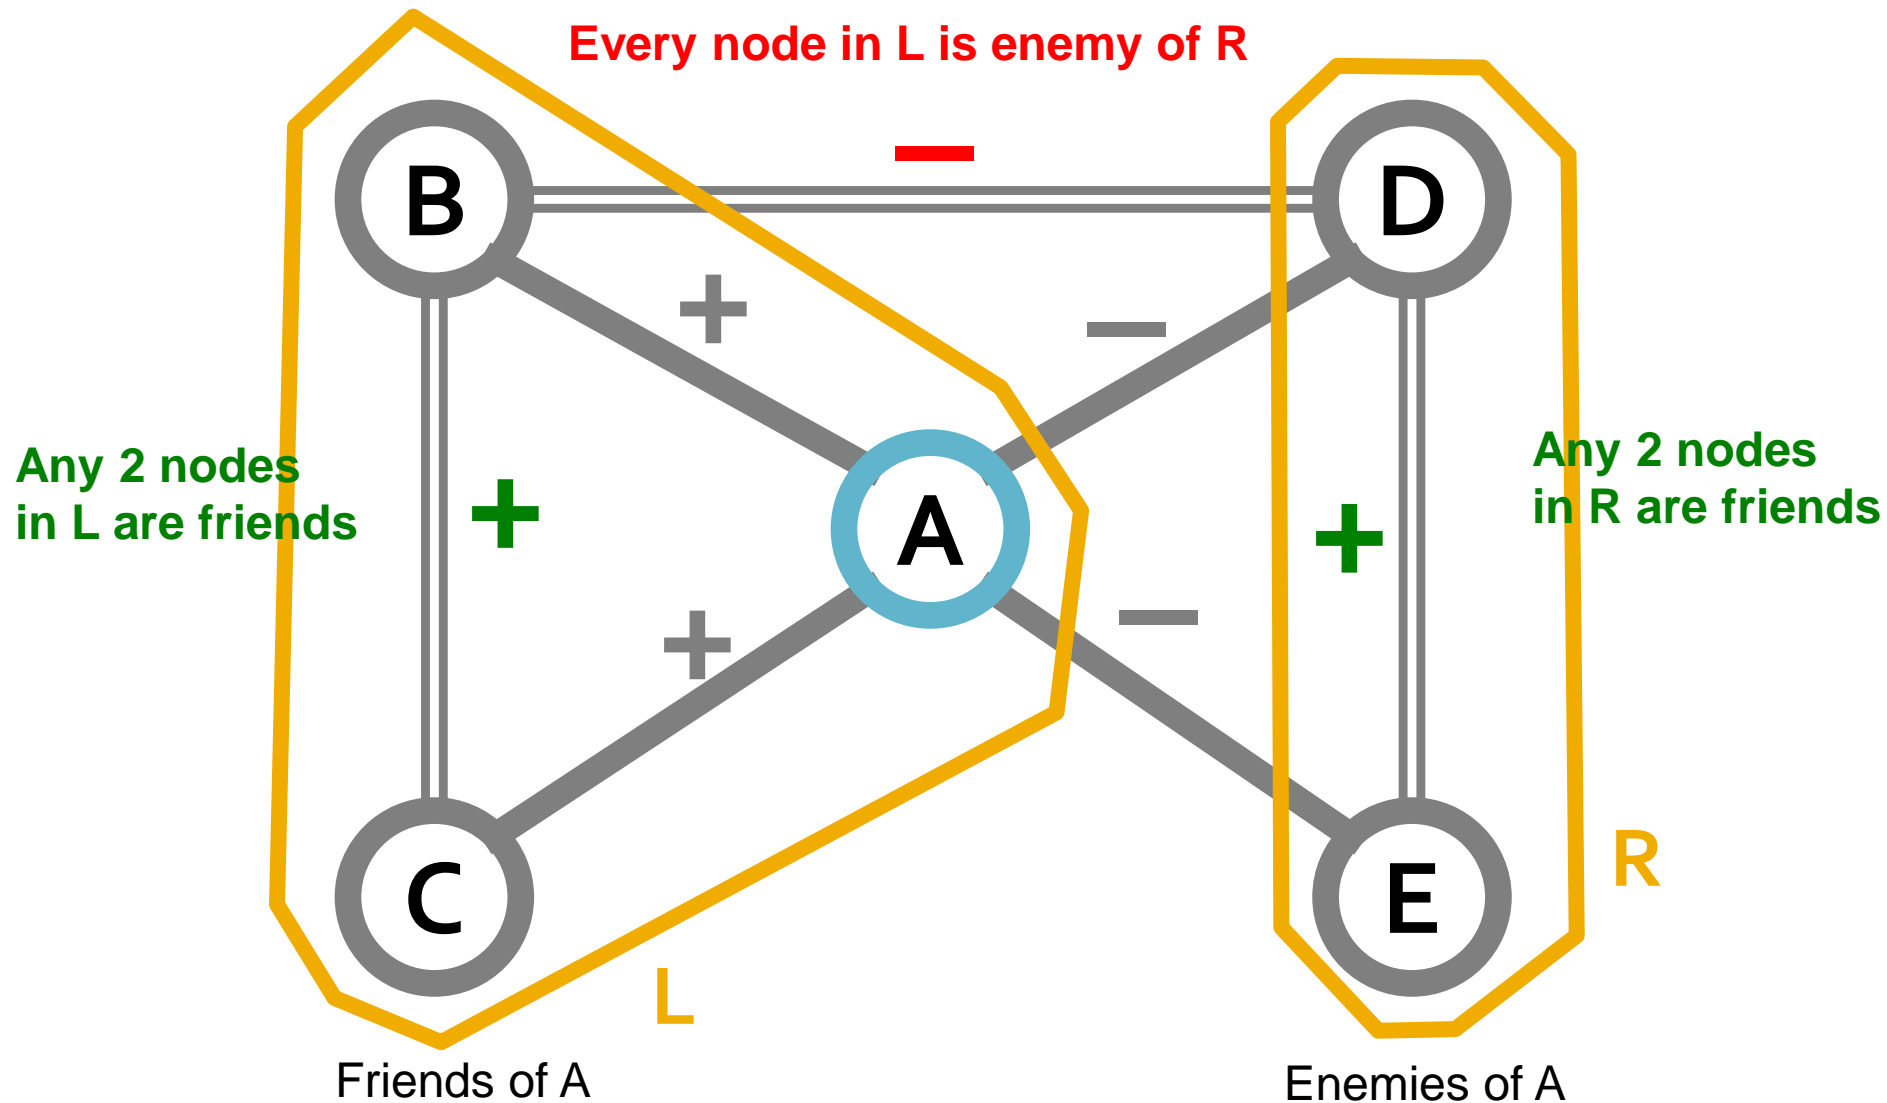 Every node in L is enemy of R
−
B
D
+
−
Any 2 nodes
in L are friends
+
A
+
Any 2 nodes
in R are friends
+
−
C
E
R
L
Friends of A
Enemies of A